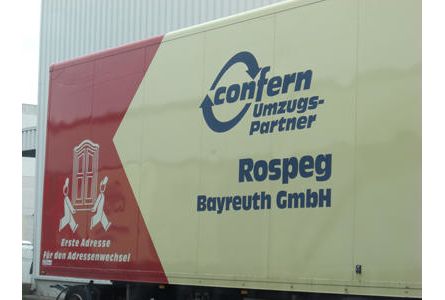 confern
Umzugs-
Partner
Rospeg
Bayreuth GmbH
Erste Adresse
Für den Adressenwechsel